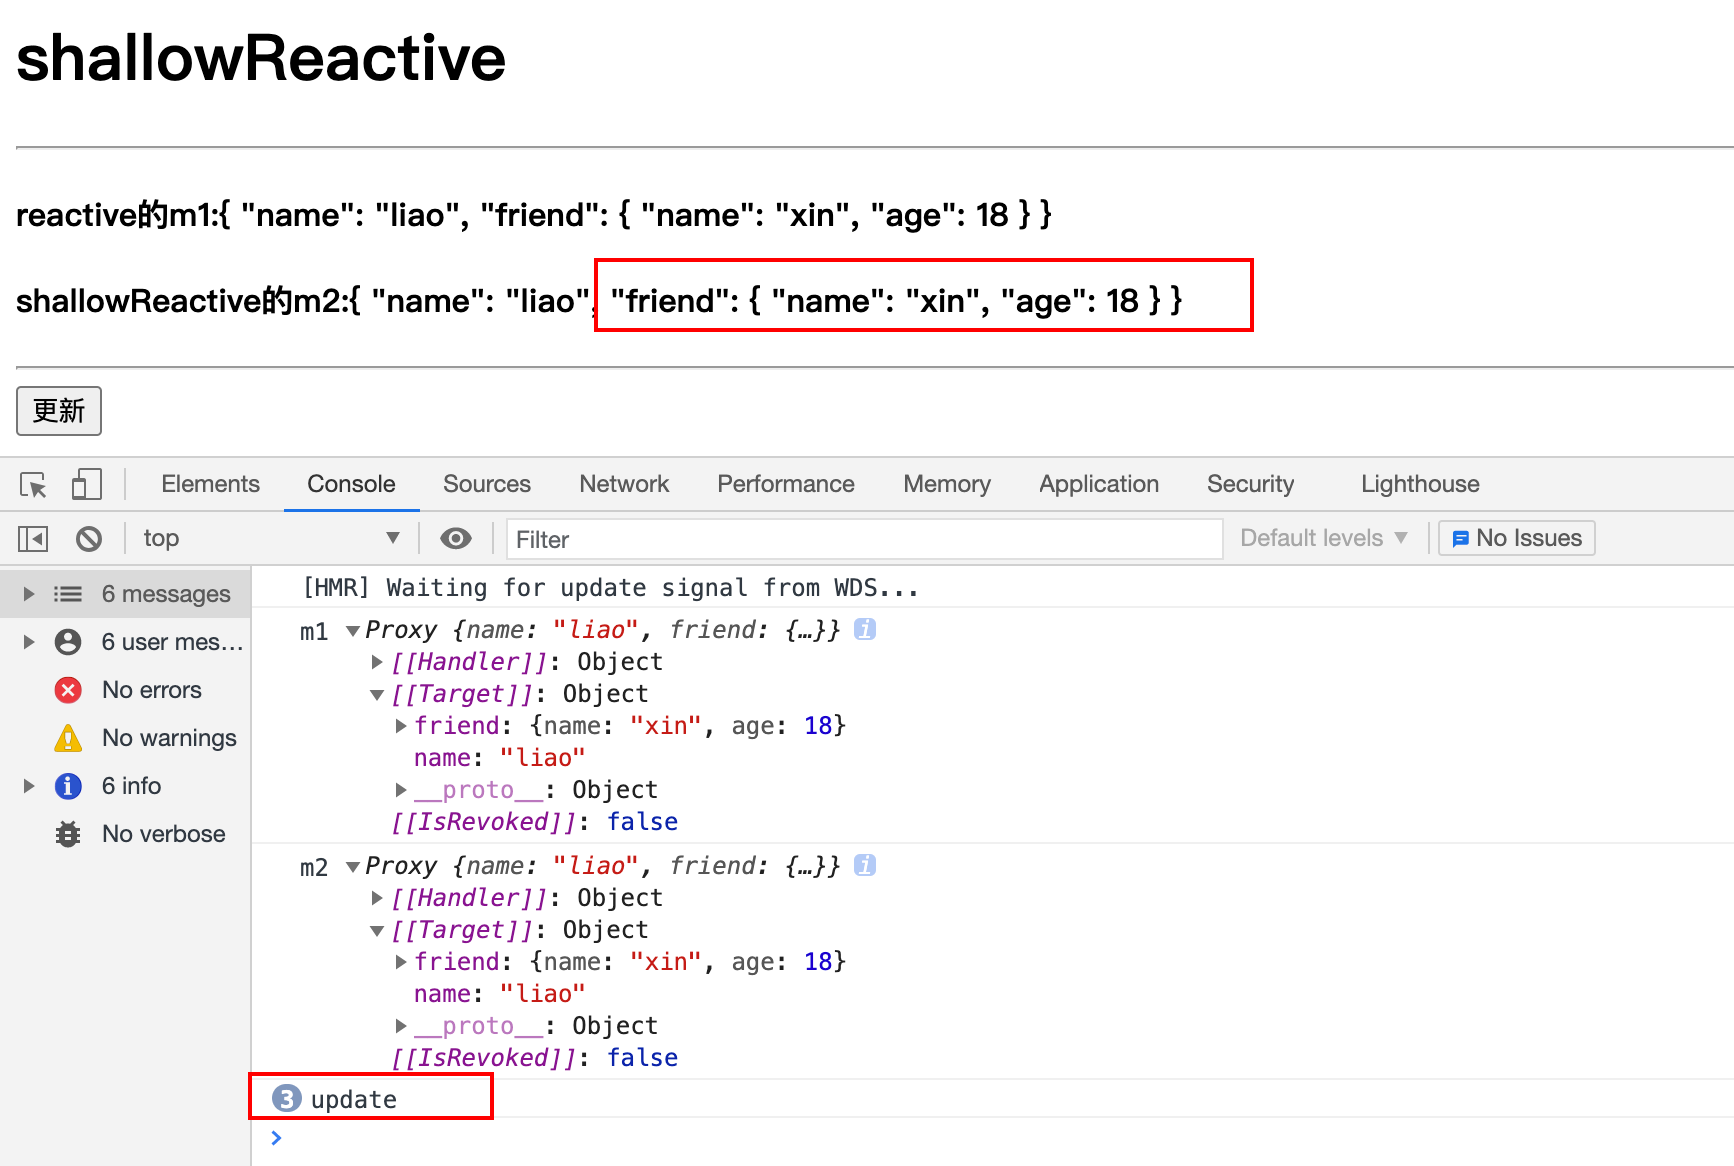 shallowReactive
reactive的m1:{ "name": "liao", "friend": { "name": "xin", "age": 18 } }
shallowReactive的m2:{ "name": "liao", "friend": { "name": "xin", "age": 18 } }
更新
Elements Console Sources Network Performance Memory Application Security Lighthouse
top Filter Default levels No Issues
6 messages
6 user mes...
No errors
No warnings
6 info
No verbose
[HMR] Waiting for update signal from WDS...
m1 Proxy {name: "liao", friend: {…}} i
[[Handler]]: Object
[[Target]]: Object
friend: {name: "xin", age: 18}
name: "liao"
__proto__: Object
[[IsRevoked]]: false
m2 Proxy {name: "liao", friend: {…}} i
[[Handler]]: Object
[[Target]]: Object
friend: {name: "xin", age: 18}
name: "liao"
__proto__: Object
[[IsRevoked]]: false
3 update